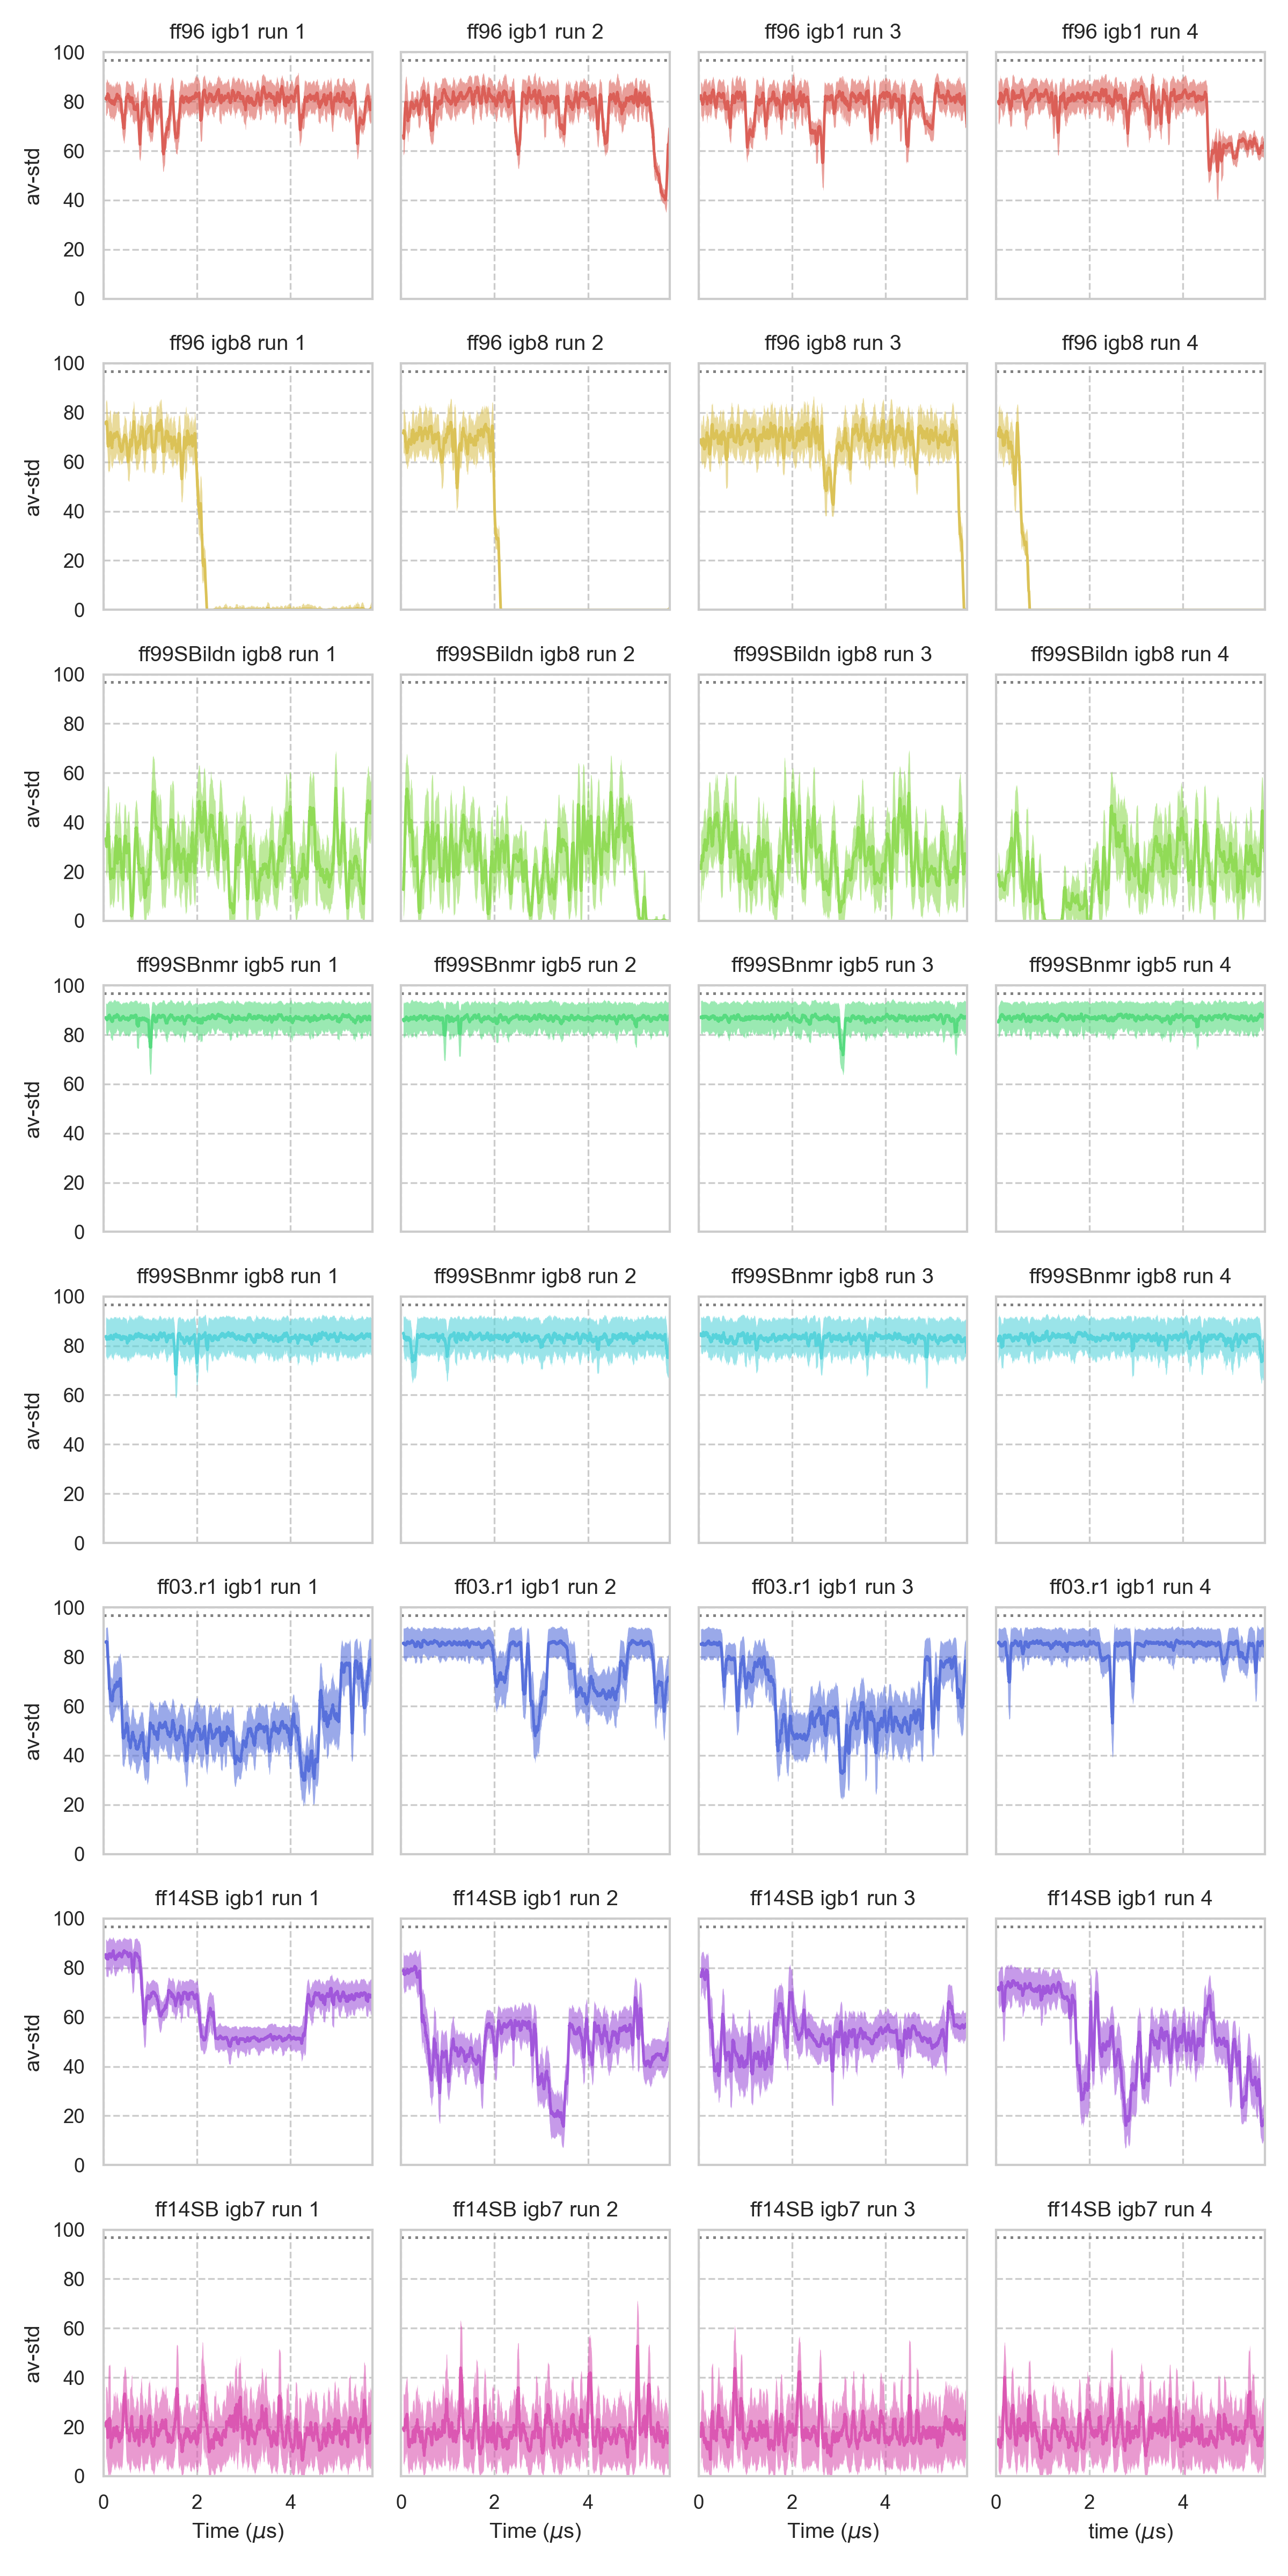 ff96 igb1 run 1 ff96 igb1 run 2 ff96 igb1 run 3 ff96 igb1 run 4
100
80
60
av-std
40
20
0
ff96 igb8 run 1 ff96 igb8 run 2 ff96 igb8 run 3 ff96 igb8 run 4
100
80
60
av-std
40
20
0
ff99SBildn igb8 run 1 ff99SBildn igb8 run 2 ff99SBildn igb8 run 3 ff99SBildn igb8 run 4
100
80
60
av-std
40
20
0
ff99SBnmr igb5 run 1 ff99SBnmr igb5 run 2 ff99SBnmr igb5 run 3 ff99SBnmr igb5 run 4
100
80
60
av-std
40
20
0
ff99SBnmr igb8 run 1 ff99SBnmr igb8 run 2 ff99SBnmr igb8 run 3 ff99SBnmr igb8 run 4
100
80
60
av-std
40
20
0
ff03.r1 igb1 run 1 ff03.r1 igb1 run 2 ff03.r1 igb1 run 3 ff03.r1 igb1 run 4
100
80
60
av-std
40
20
0
ff14SB igb1 run 1 ff14SB igb1 run 2 ff14SB igb1 run 3 ff14SB igb1 run 4
100
80
60
av-std
40
20
0
ff14SB igb7 run 1 ff14SB igb7 run 2 ff14SB igb7 run 3 ff14SB igb7 run 4
100
80
60
av-std
40
20
0
0 2 4 0 2 4 0 2 4 0 2 4
Time (μs) Time (μs) Time (μs) time (μs)